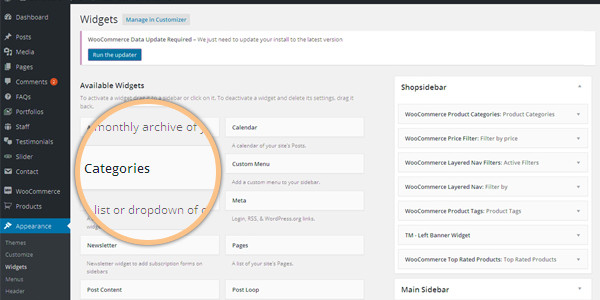 Dashboard
Posts
Media
Pages
Comments
FAQs
Portfolios
Staff
Testimonials
Slider
Contact
WooCommerce
Products
Appearance
Themes
Customize
Widgets
Menus
Header
Widgets Manage in Customizer
WooCommerce Data Update Required – We just need to update your install to the latest version
Run the updater
Available Widgets
To activate a widget drag it to a sidebar or click on it. To deactivate a widget and delete its settings, drag it
back.
monthly archive of
Categories
list or dropdown of
Calendar
A calendar of your site's Posts.
Custom Menu
Add a custom menu to your sidebar.
Meta
Login, RSS, & WordPress.org links.
Newsletter
Newsletter widget to add subscription forms on
sidebars
Pages
A list of your site's Pages.
Post Content
Post Loop
Shopsidebar
WooCommerce Product Categories: Product Categories
WooCommerce Price Filter: Filter by price
WooCommerce Layered Nav Filters: Active Filters
WooCommerce Layered Nav: Filter by
WooCommerce Product Tags: Product Tags
TM - Left Banner Widget
WooCommerce Top Rated Products: Top Rated Products
Main Sidebar